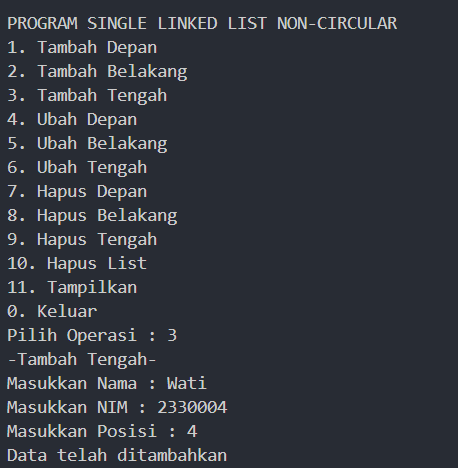 PROGRAM SINGLE LINKED LIST NON-CIRCULAR
1. Tambah Depan
2. Tambah Belakang
3. Tambah Tengah
4. Ubah Depan
5. Ubah Belakang
6. Ubah Tengah
7. Hapus Depan
8. Hapus Belakang
9. Hapus Tengah
10. Hapus List
11. Tampilkan
0. Keluar
Pilih Operasi : 3
-Tambah Tengah-
Masukkan Nama : Wati
Masukkan NIM : 2330004
Masukkan Posisi : 4
Data telah ditambahkan